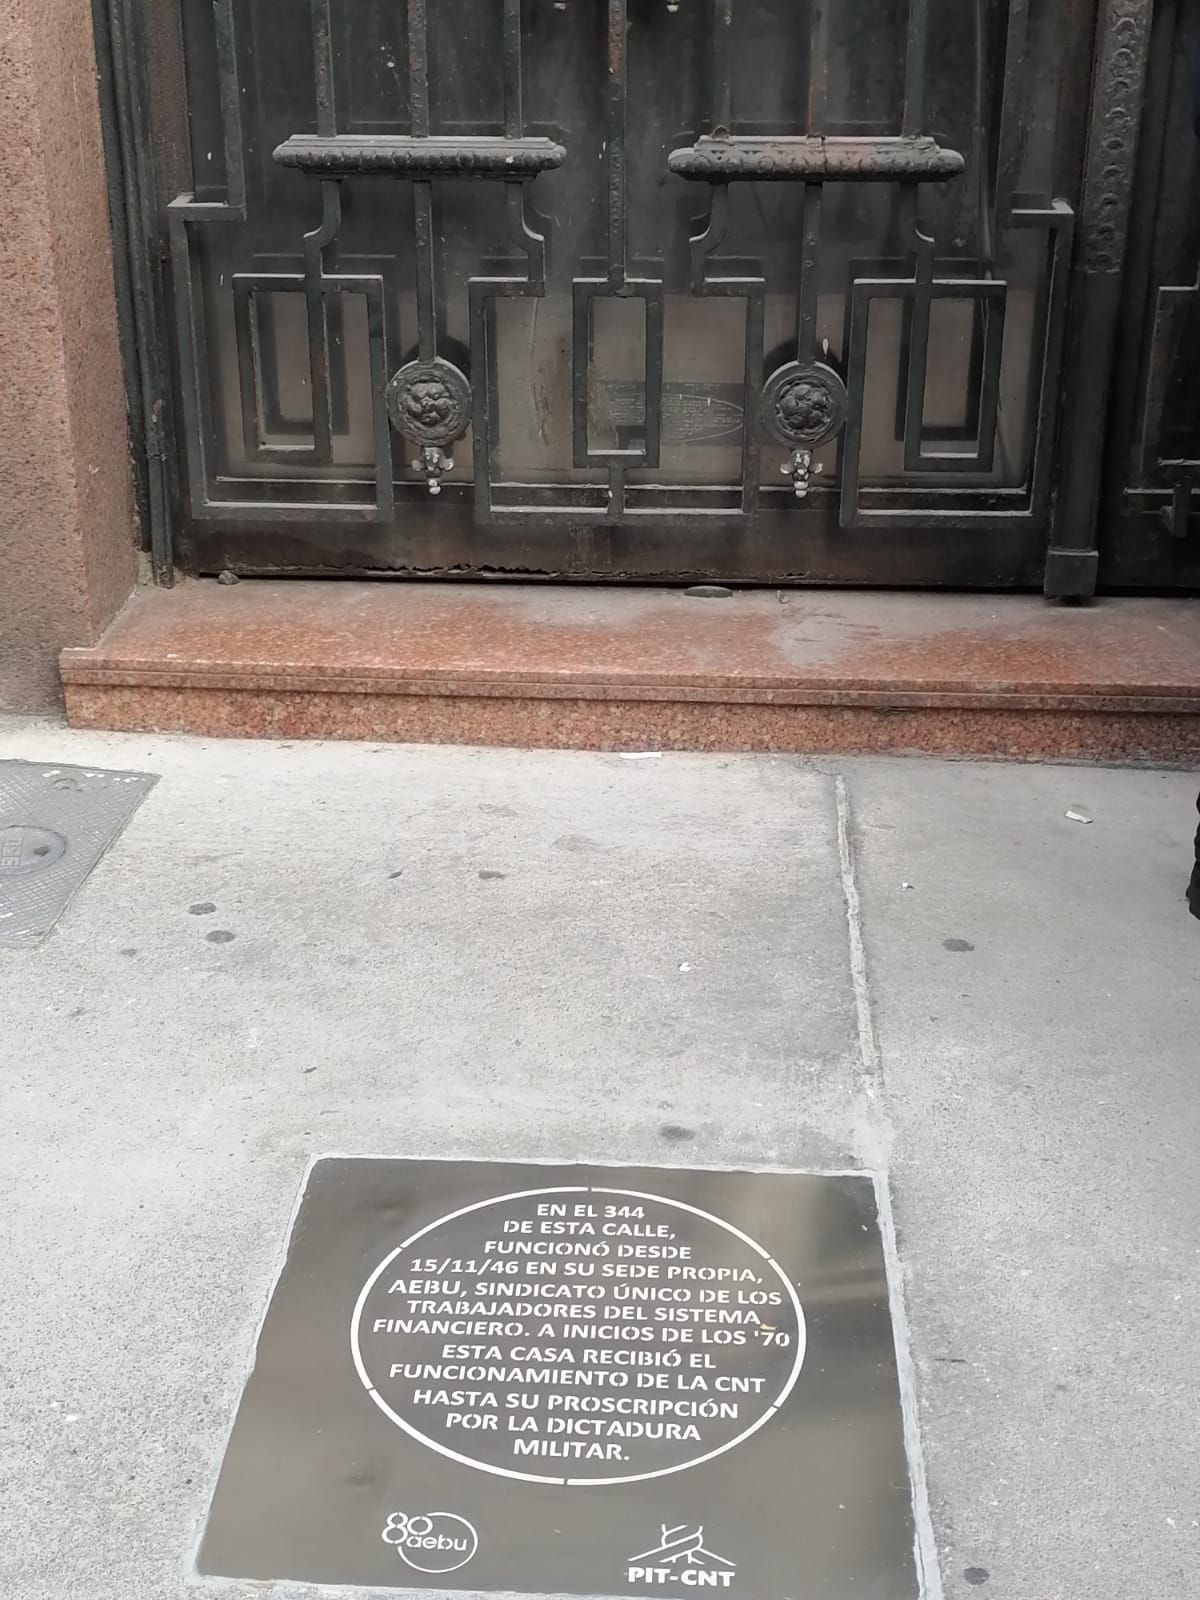 EN EL 344
DE ESTA CALLE,
FUNCIONÓ DESDE
15/11/46 EN SU SEDE PROPIA,
AEBU, SINDICATO ÚNICO DE LOS
TRABAJADORES DEL SISTEMA
FINANCIERO. A INICIOS DE LOS '70
ESTA CASA RECIBIÓ EL
FUNCIONAMIENTO DE LA CNT
HASTA SU PROSCRIPCIÓN
POR LA DICTADURA
MILITAR.
80 aebu
PIT-CNT